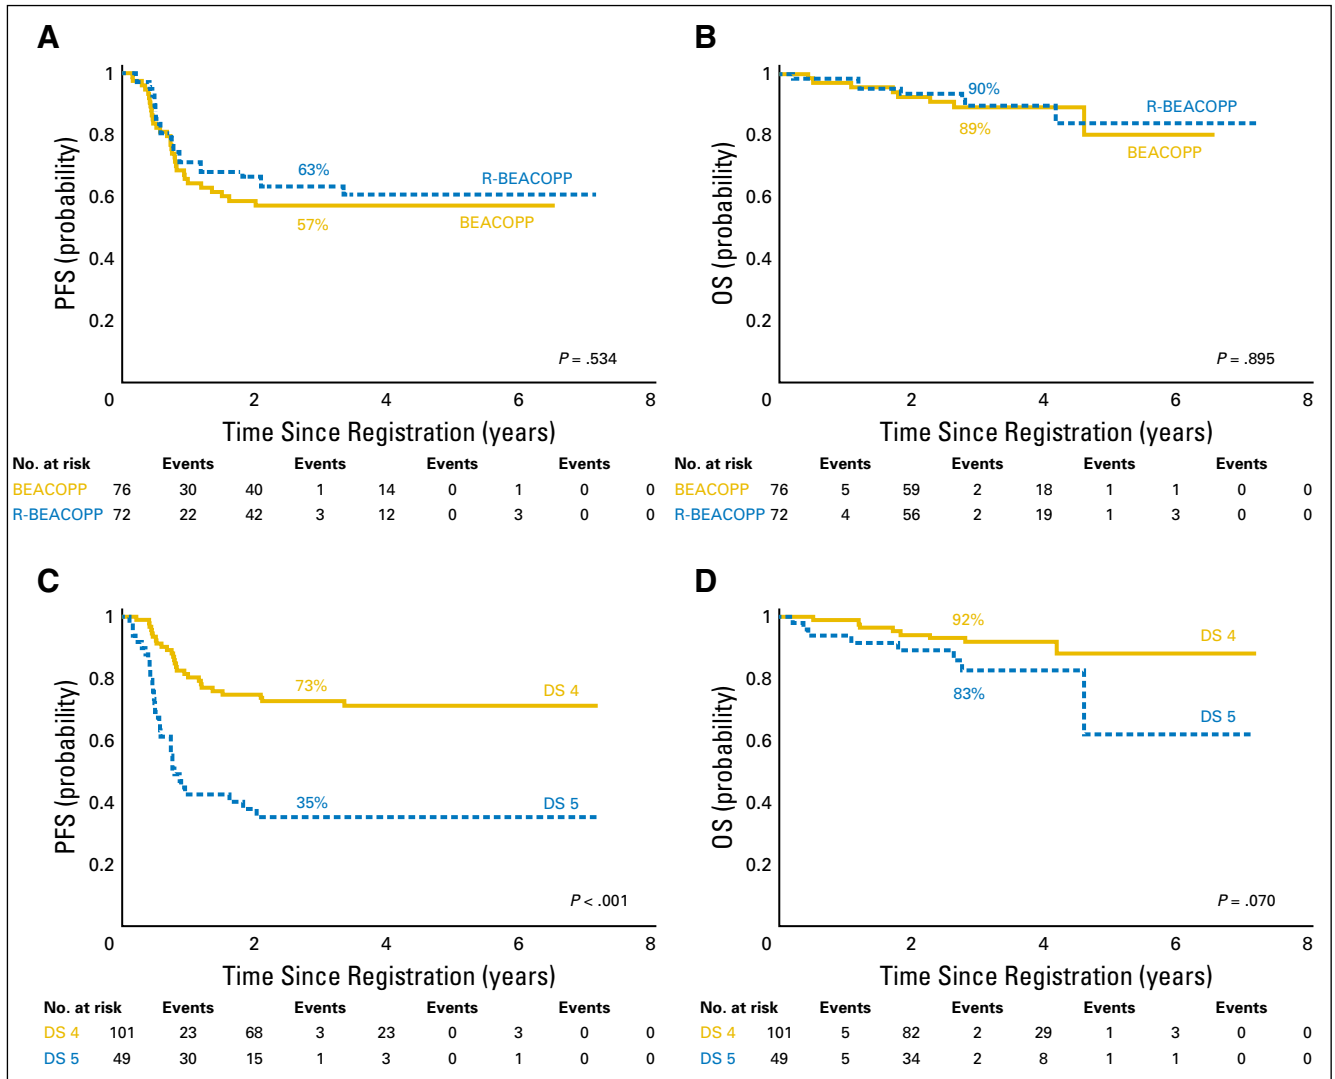 A
1
0.8
0.6
0.4
0.2
0 2 4 6 8
PFS (probability)
63%
R-BEACOPP
57%
BEACOPP
P = .534
Time Since Registration (years)
No. at risk Events Events Events Events
BEACOPP 76 30 40 1 14 0 1 0 0
R-BEACOPP 72 22 42 3 12 0 3 0 0
B
1
0.8
0.6
0.4
0.2
0 2 4 6 8
OS (probability)
90%
R-BEACOPP
89%
BEACOPP
P = .895
Time Since Registration (years)
No. at risk Events Events Events Events
BEACOPP 76 5 59 2 18 1 1 0 0
R-BEACOPP 72 4 56 2 19 1 3 0 0
C
1
0.8
0.6
0.4
0.2
0 2 4 6 8
PFS (probability)
73%
DS 4
35%
DS 5
P < .001
Time Since Registration (years)
No. at risk Events Events Events Events
DS 4 101 23 68 3 23 0 3 0 0
DS 5 49 30 15 1 3 0 1 0 0
D
1
0.8
0.6
0.4
0.2
0 2 4 6 8
OS (probability)
92%
DS 4
83%
DS 5
P = .070
Time Since Registration (years)
No. at risk Events Events Events Events
DS 4 101 5 82 2 29 1 3 0 0
DS 5 49 5 34 2 8 1 1 0 0